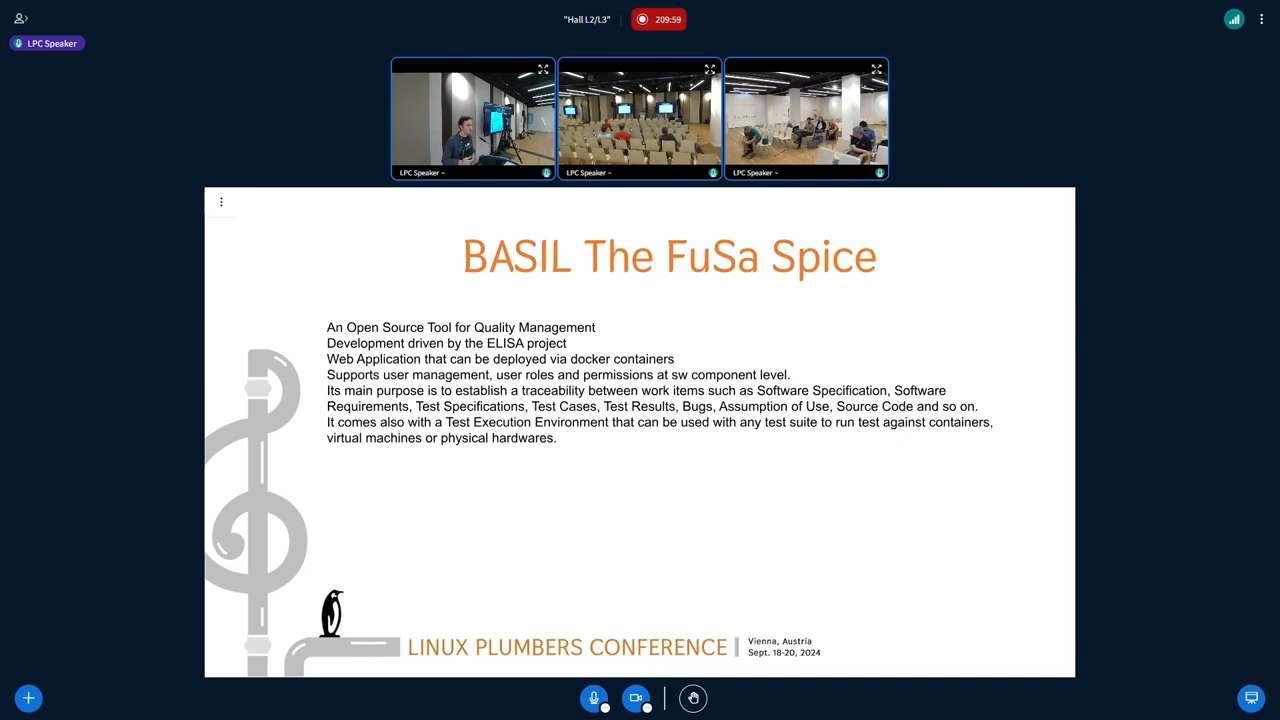 "Hall L2/L3"
209:59
LPC Speaker
LPC Speaker
LPC Speaker
LPC Speaker
BASIL The FuSa Spice
An Open Source Tool for Quality Management
Development driven by the ELISA project
Web Application that can be deployed via docker containers
Supports user management, user roles and permissions at sw component level.
Its main purpose is to establish a traceability between work items such as Software Specification, Software
Requirements, Test Specifications, Test Cases, Test Results, Bugs, Assumption of Use, Source Code and so on.
It comes also with a Test Execution Environment that can be used with any test suite to run test against containers,
virtual machines or physical hardwares.
LINUX PLUMBERS CONFERENCE
Vienna, Austria
Sept. 18-20, 2024